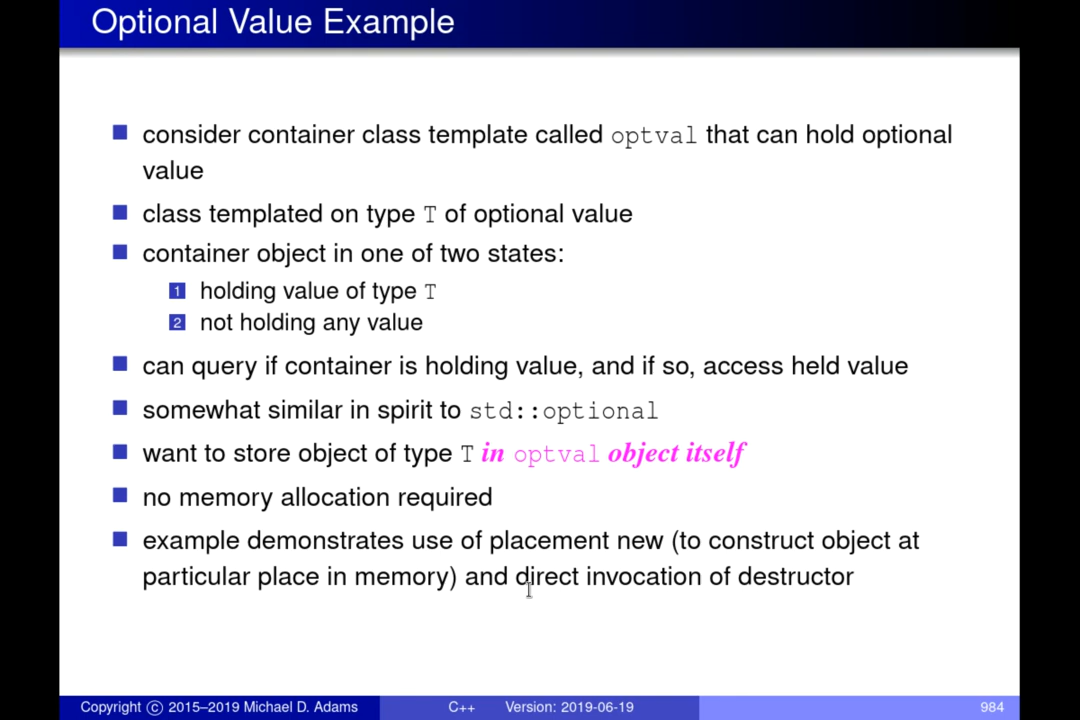 Optional Value Example
consider container class template called optval that can hold optional
value
class templated on type T of optional value
container object in one of two states:
1 holding value of type T
2 not holding any value
can query if container is holding value, and if so, access held value
somewhat similar in spirit to std::optional
want to store object of type T in optval object itself
no memory allocation required
example demonstrates use of placement new (to construct object at
particular place in memory) and direct invocation of destructor
Copyright © 2015–2019 Michael D. Adams C++ Version: 2019-06-19 984